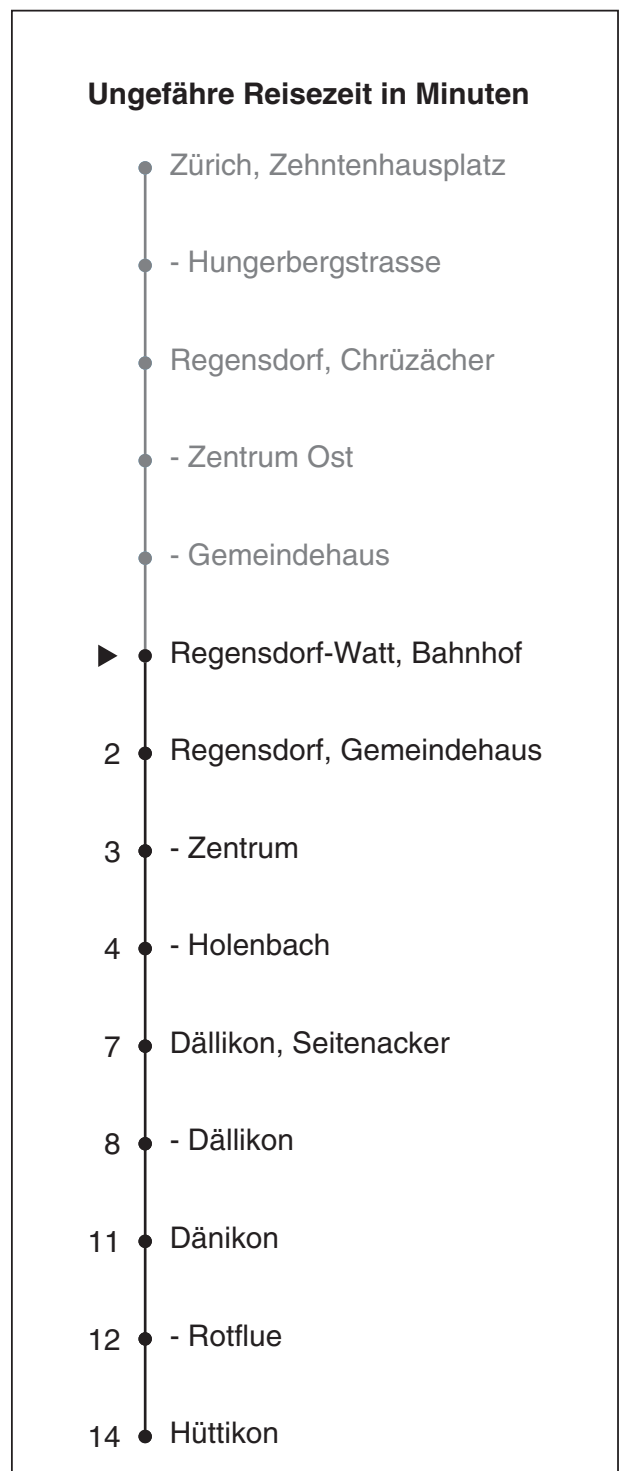 Ungefähre Reisezeit in Minuten
Zürich, Zehntenhausplatz
- Hungerbergstrasse
Regensdorf, Chrüzächer
- Zentrum Ost
- Gemeindehaus
Regensdorf-Watt, Bahnhof
2 Regensdorf, Gemeindehaus
3 - Zentrum
4 - Holenbach
7 Dällikon, Seitenacker
8 - Dällikon
11 Dänikon
12 - Rotflue
14 Hüttikon